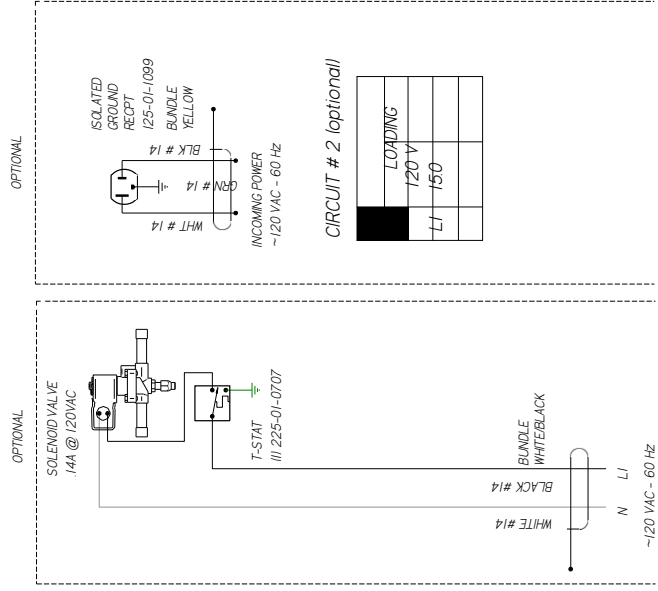 OPTIONAL
ISOLATED
GROUND
RECPT
125-01-1099
BUNDLE
YELLOW
BLK # 14
GRN # 14
WHT # 14
INCOMING POWER
~120 VAC - 60 Hz
CIRCUIT # 2 (optional)
LOADING
120 V
L1 15.0
OPTIONAL
SOLENOID VALVE
.14A @ 120VAC
T-STAT
111 225-01-0707
BUNDLE
WHITE/BLACK
BLACK #14
WHITE #14
N L1
~120 VAC - 60 Hz